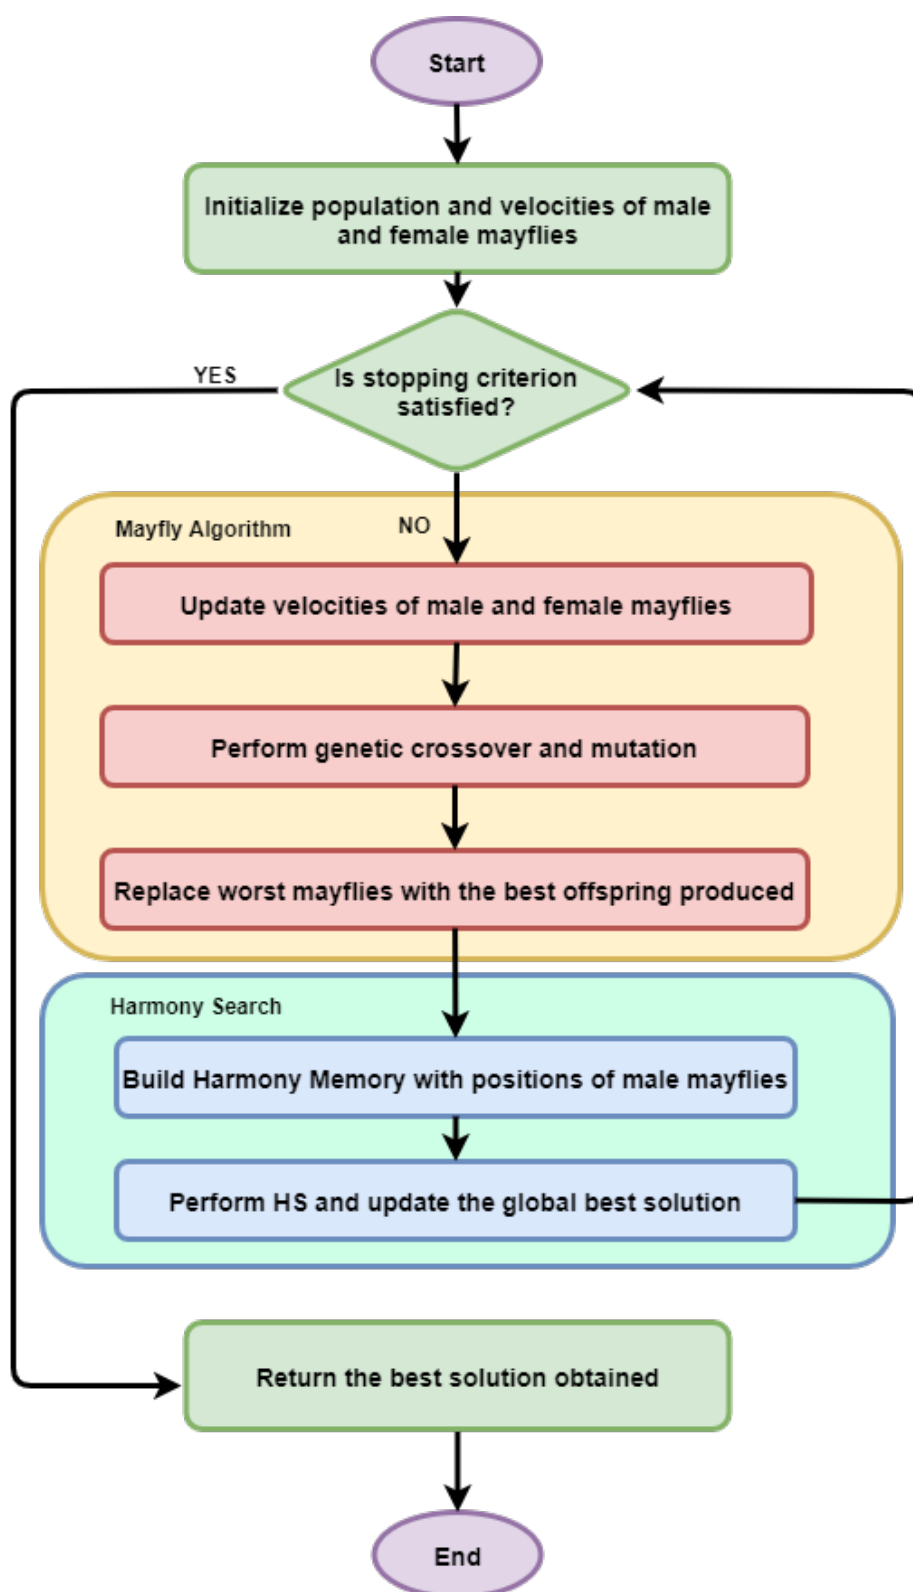 Start
Initialize population and velocities of male
and female mayflies
YES
Is stopping criterion
satisfied?
Mayfly Algorithm
NO
Update velocities of male and female mayflies
Perform genetic crossover and mutation
Replace worst mayflies with the best offspring produced
Harmony Search
Build Harmony Memory with positions of male mayflies
Perform HS and update the global best solution
Return the best solution obtained
End